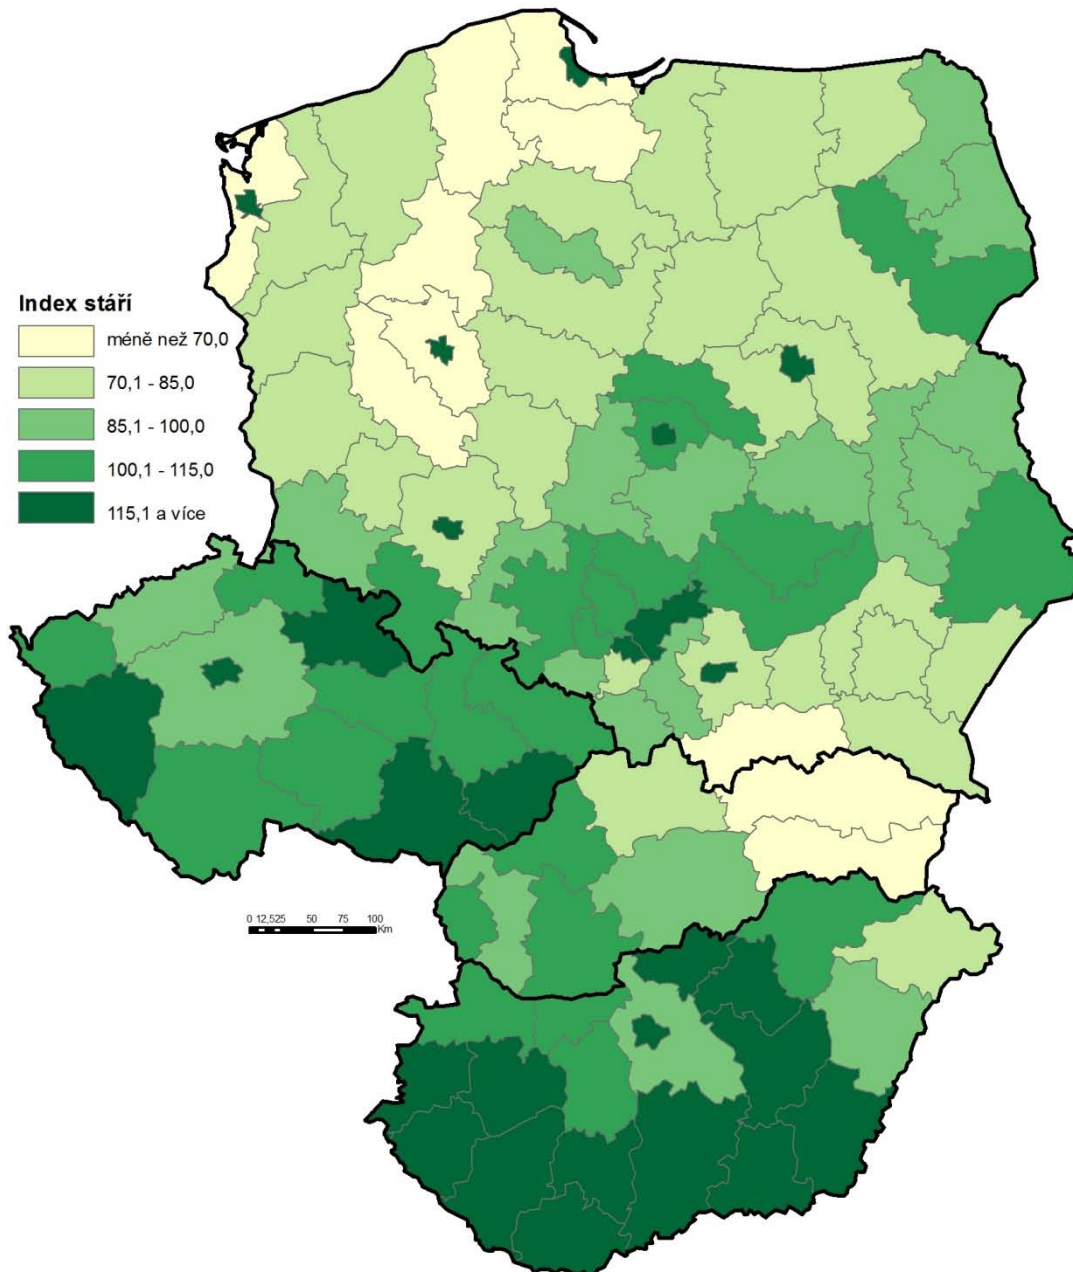 Index stáří
méně než 70,0
70,1 - 85,0
85,1 - 100,0
100,1 - 115,0
115,1 a více
0 12,525 50 75 100
Km